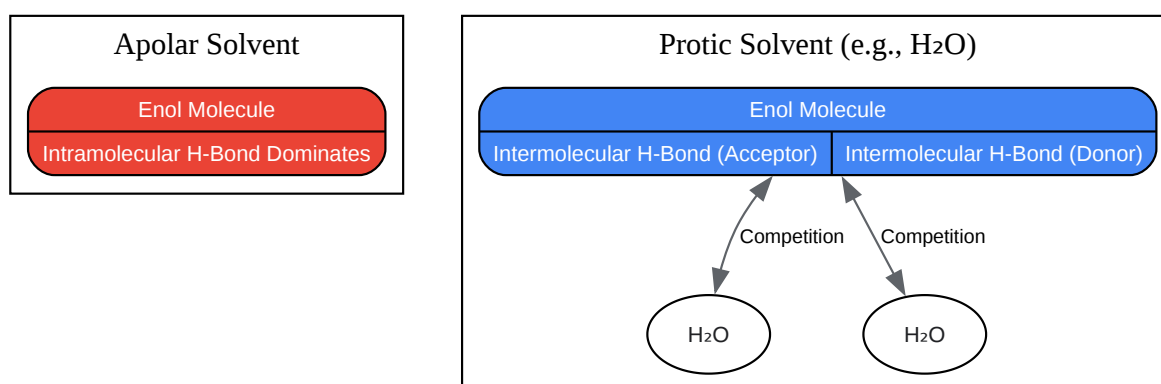 Apolar Solvent
Enol Molecule
Intramolecular H-Bond Dominates
Protic Solvent (e.g., H₂O)
Enol Molecule
Intermolecular H-Bond (Acceptor)
Intermolecular H-Bond (Donor)
Competition
Competition
H₂O
H₂O